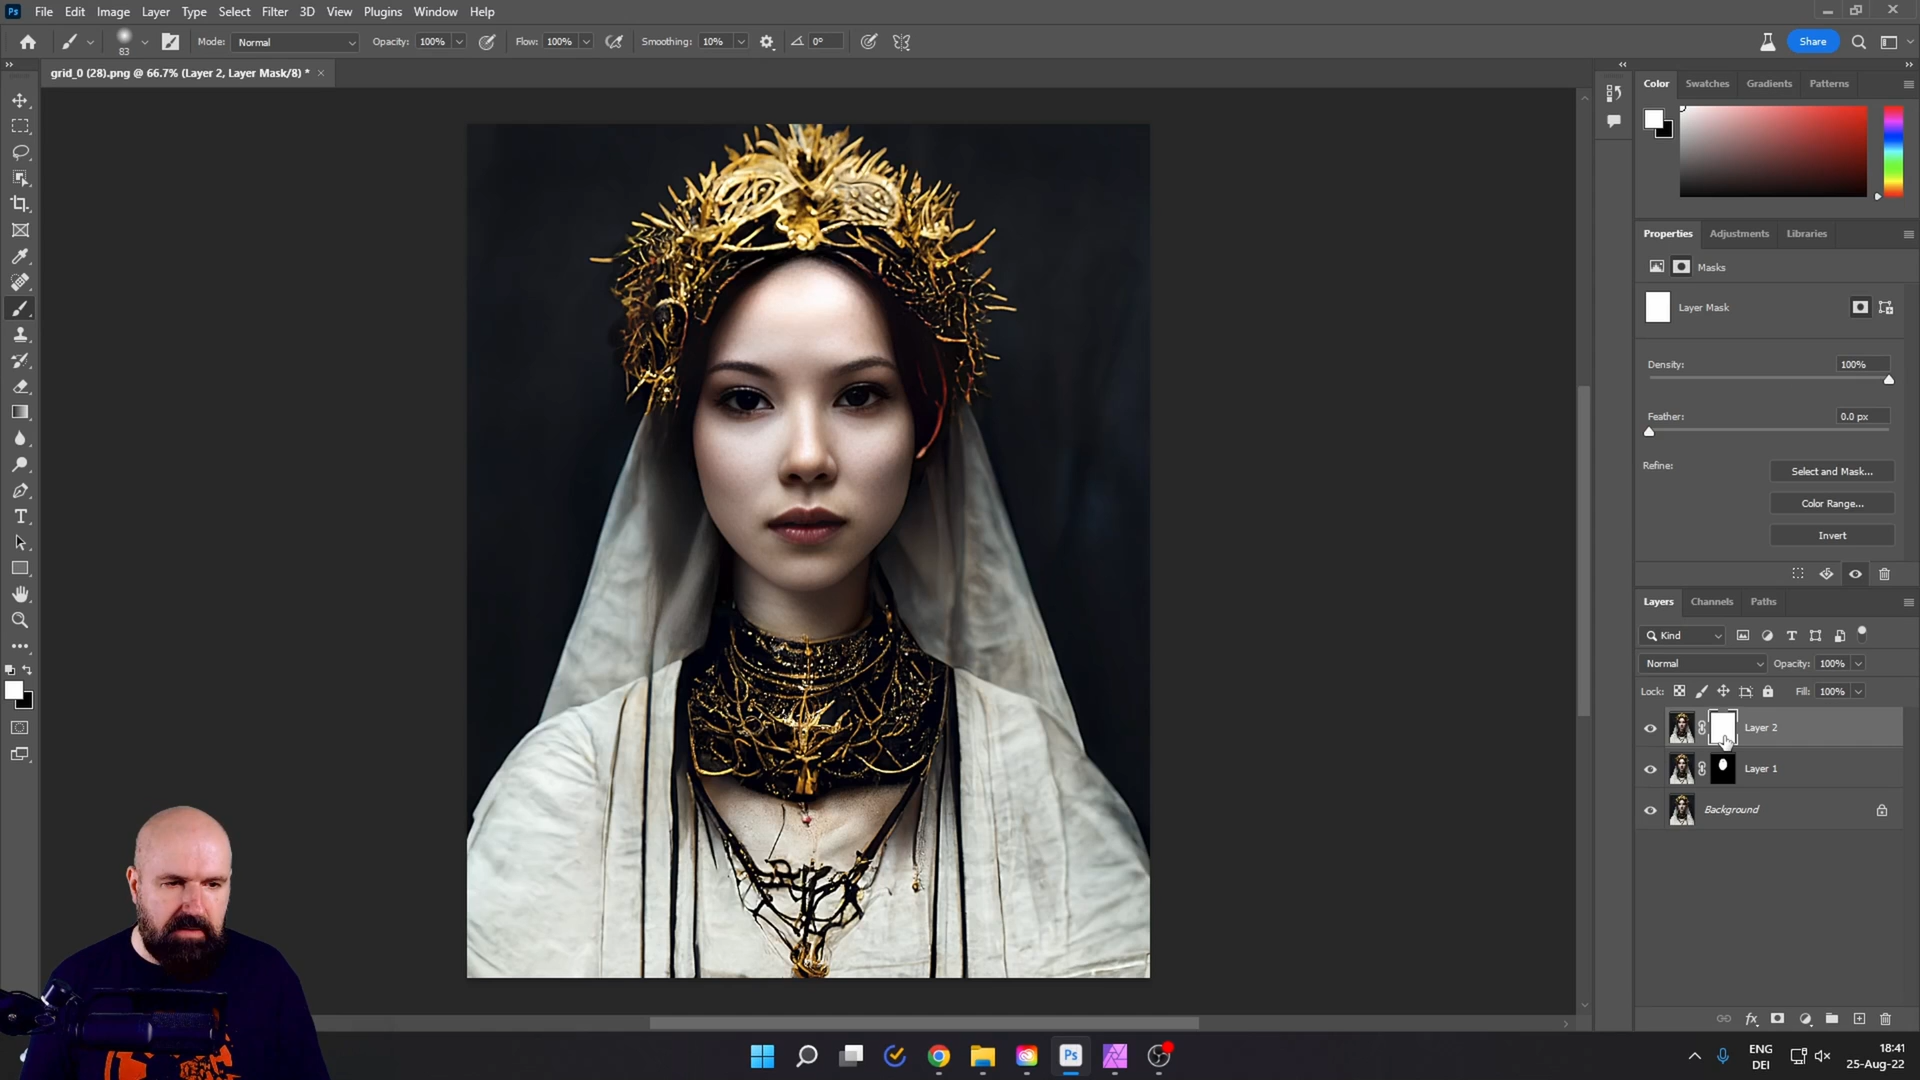 Ps File Edit Image Layer Type Select Filter 3D View Plugins Window Help
83 Mode: Normal Opacity: 100% Flow: 100% Smoothing: 10% 0° Share
grid_0 (28).png @ 66.7% (Layer 2, Layer Mask/8) * ×
Color Swatches Gradients Patterns
Properties Adjustments Libraries
Masks
Layer Mask
Density: 100%
Feather: 0.0 px
Refine:
Select and Mask...
Color Range...
Invert
Layers Channels Paths
Kind
Normal Opacity: 100%
Lock: Fill: 100%
Layer 2
Layer 1
Background
Ps
ENG
DEI
18:41
25-Aug-22